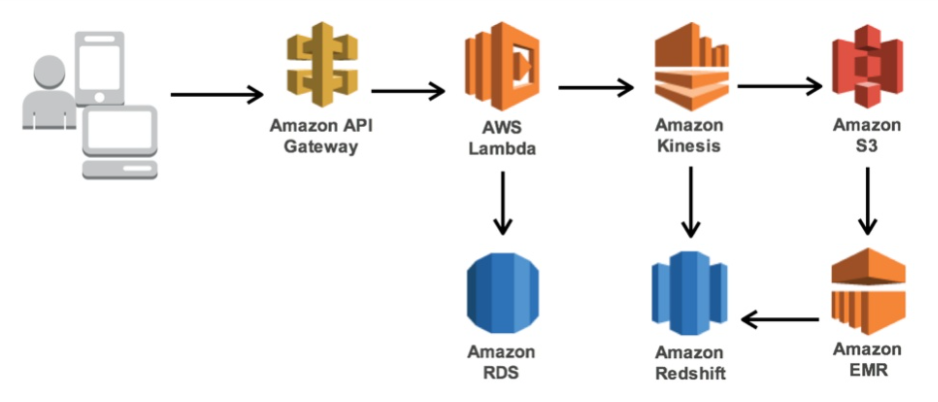 Amazon API
Gateway
AWS
Lambda
Amazon
Kinesis
Amazon
S3
Amazon
RDS
Amazon
Redshift
Amazon
EMR